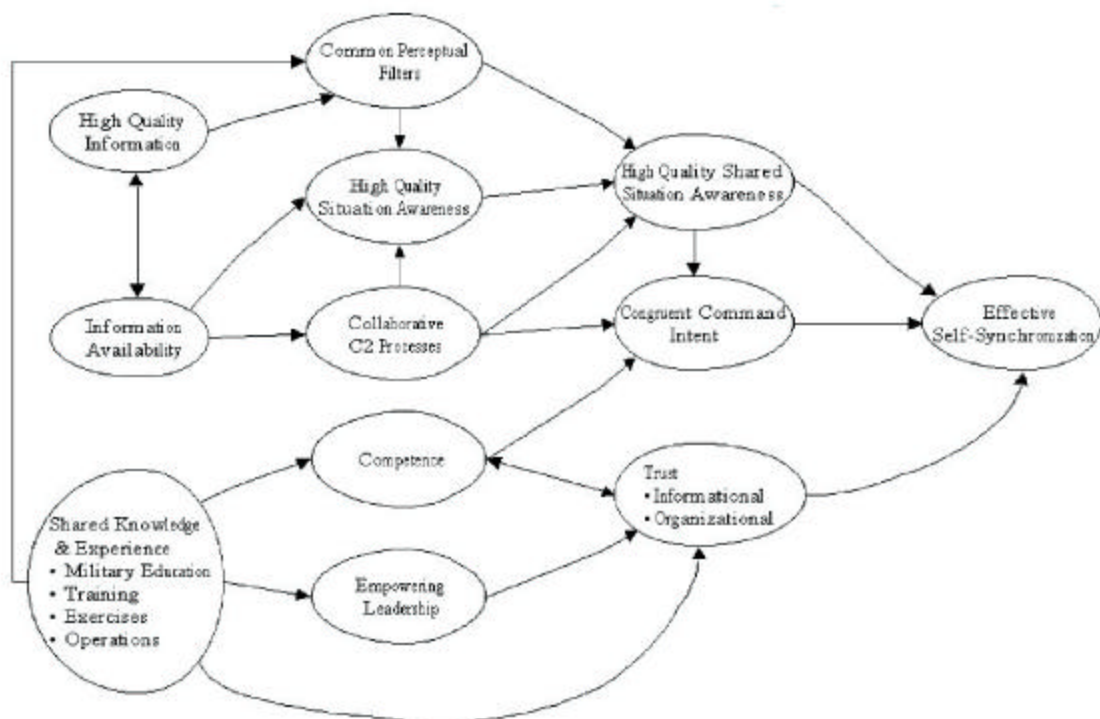 Common Perceptual
Filters
High Quality
Information
High Quality
Situation Awareness
High Quality Shared
Situation Awareness
Information
Availability
Collaborative
C2 Processes
Congruent Command
Intent
Effective
Self-Synchronization
Competence
Trust
• Informational
• Organizational
Shared Knowledge
& Experience
• Military Education
• Training
• Exercises
• Operations
Empowering
Leadership